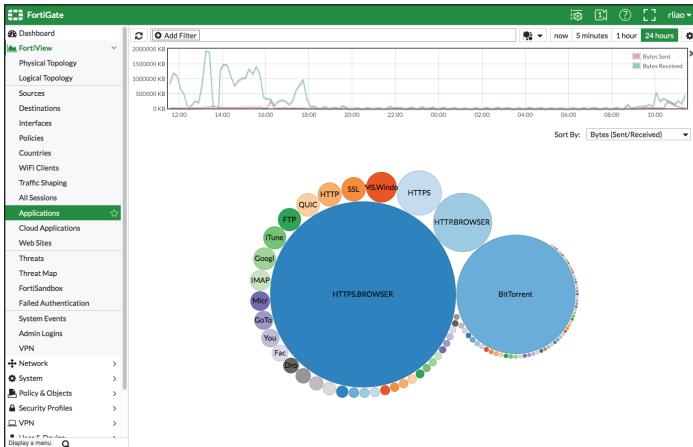 FortiGate
rliao
Dashboard
FortiView
Physical Topology
Logical Topology
Sources
Destinations
Interfaces
Policies
Countries
WiFi Clients
Traffic Shaping
All Sessions
Applications
Cloud Applications
Web Sites
Threats
Threat Map
FortiSandbox
Failed Authentication
System Events
Admin Logins
VPN
Network
System
Policy & Objects
Security Profiles
VPN
User & Device
Display a menu
Add Filter
now 5 minutes 1 hour 24 hours
2000000 KB
1500000 KB
1000000 KB
500000 KB
0 KB
Bytes Sent
Bytes Received
12:00 14:00 16:00 18:00 20:00 22:00 00:00 02:00 04:00 06:00 08:00 10:00
Sort By: Bytes (Sent/Received)
HTTPS.BROWSER
BitTorrent
HTTP.BROWSER
HTTPS
MS.Windo
SSL
HTTP
QUIC
FTP
iTune
Googl
IMAP
Micr
GoTo
You
Fac
Dro